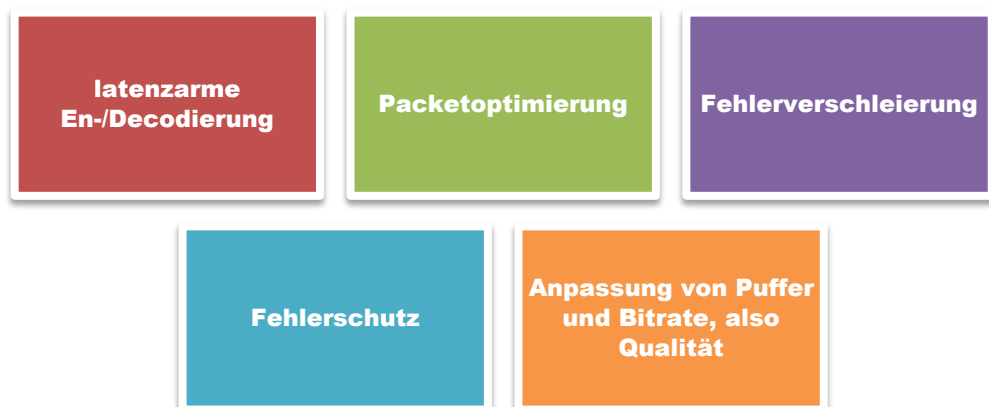 latenzarme
En-/Decodierung
Packetoptimierung
Fehlerverschleierung
Fehlerschutz
Anpassung von Puffer
und Bitrate, also
Qualität